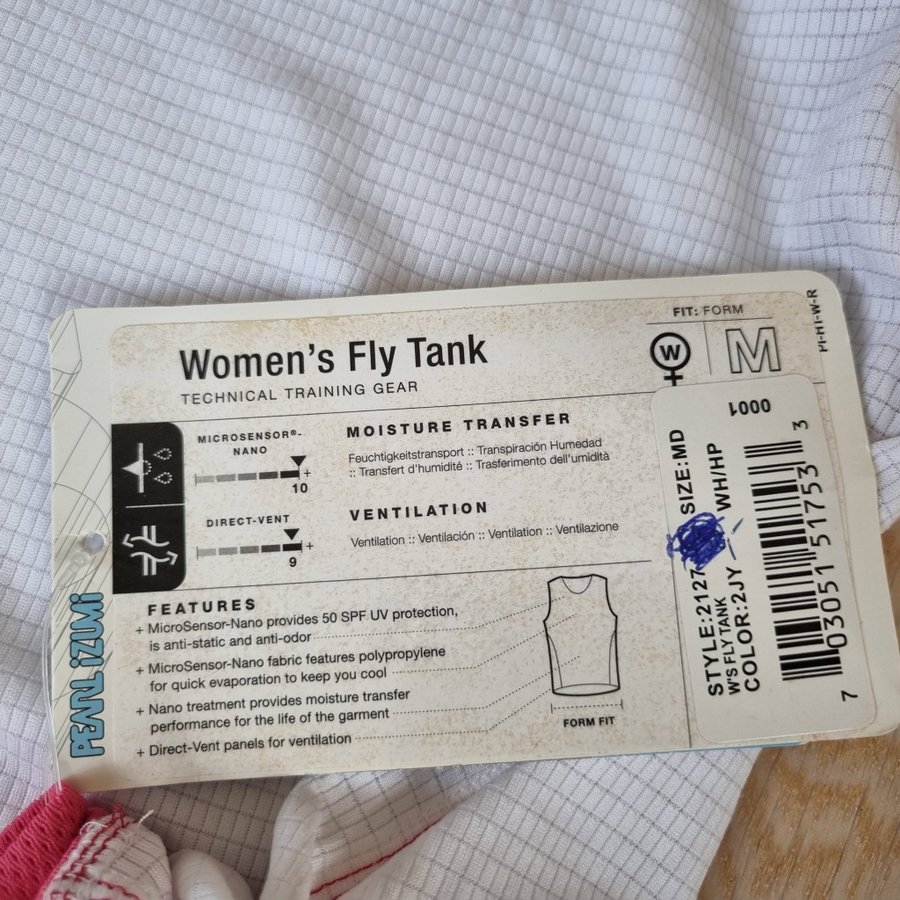 Women's Fly Tank
TECHNICAL TRAINING GEAR
FIT: FORM
W
M
PI-HT-W-R
MICROSENSOR®-
NANO
+
10
MOISTURE TRANSFER
Feuchtigkeitstransport :: Transpiración Humedad
:: Transfert d'humidité :: Trasferimento dell'umidità
DIRECT-VENT
+
9
VENTILATION
Ventilation :: Ventilación :: Ventilation :: Ventilazione
FEATURES
+ MicroSensor-Nano provides 50 SPF UV protection,
is anti-static and anti-odor
+ MicroSensor-Nano fabric features polypropylene
for quick evaporation to keep you cool
+ Nano treatment provides moisture transfer
performance for the life of the garment
+ Direct-Vent panels for ventilation
FORM FIT
PEARL iZUMi
STYLE:2127 SIZE:MD
W'S FLY TANK
COLOR:2JY WH/HP
7 03051 51753 3
0001